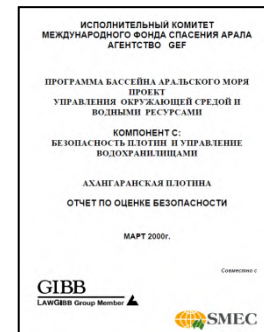 ИСПОЛНИТЕЛЬНЫЙ КОМИТЕТ
МЕЖДУНАРОДНОГО ФОНДА СПАСЕНИЯ АРАЛА
АГЕНТСТВО GEF
ПРОГРАММА БАССЕЙНА АРАЛЬСКОГО МОРЯ
ПРОЕКТ
УПРАВЛЕНИЯ ОКРУЖАЮЩЕЙ СРЕДОЙ И
ВОДНЫМИ РЕСУРСАМИ
КОМПОНЕНТ С:
БЕЗОПАСНОСТЬ ПЛОТИН И УПРАВЛЕНИЕ
ВОДОХРАНИЛИЩАМИ
АХАНГАРАНСКАЯ ПЛОТИНА
ОТЧЕТ ПО ОЦЕНКЕ БЕЗОПАСНОСТИ
МАРТ 2000г.
Совместно с
GIBB
LAWGIBB Group Member
SMEC